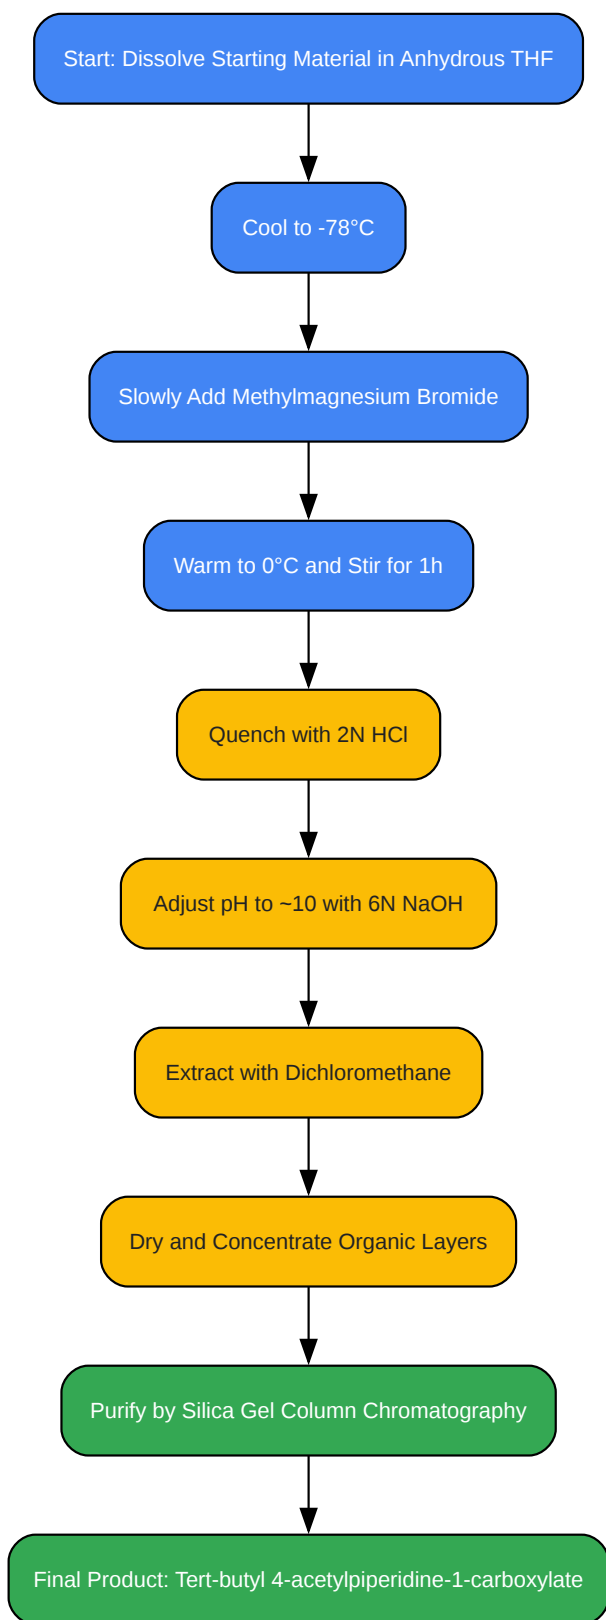 Start: Dissolve Starting Material in Anhydrous THF
Cool to -78°C
Slowly Add Methylmagnesium Bromide
Warm to 0°C and Stir for 1h
Quench with 2N HCl
Adjust pH to ~10 with 6N NaOH
Extract with Dichloromethane
Dry and Concentrate Organic Layers
Purify by Silica Gel Column Chromatography
Final Product: Tert-butyl 4-acetylpiperidine-1-carboxylate